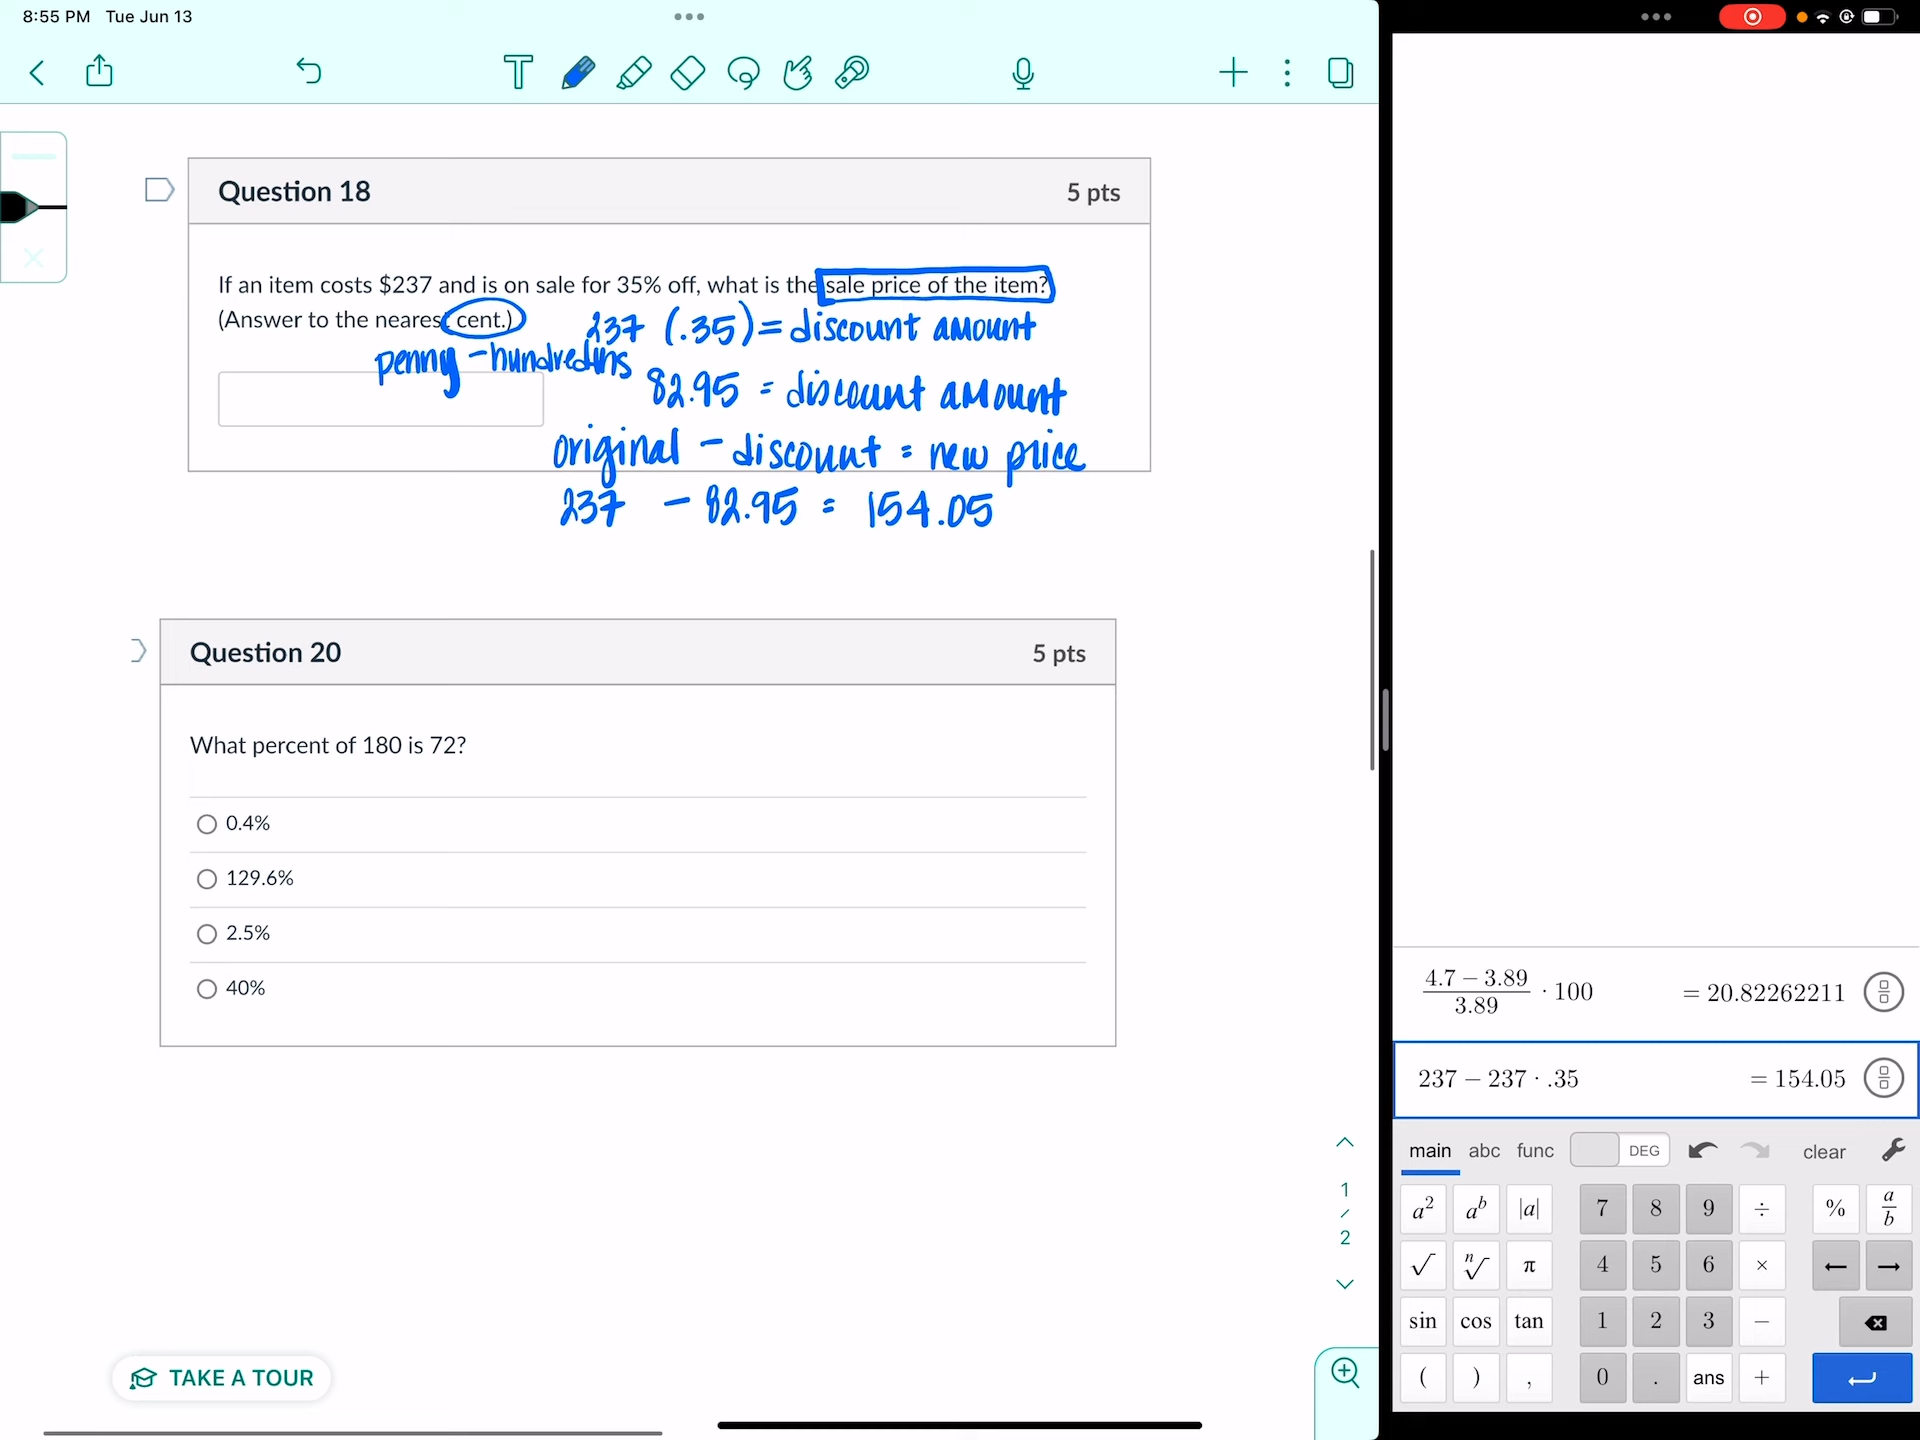 8:55 PM Tue Jun 13
Question 18
5 pts
If an item costs $237 and is on sale for 35% off, what is the sale price of the item?
(Answer to the nearest cent.)
237 (.35) = discount amount
penny - hundredths
82.95 = discount amount
original - discount = new price
237 - 82.95 = 154.05
Question 20
5 pts
What percent of 180 is 72?
0.4%
129.6%
2.5%
40%
1
/
2
TAKE A TOUR
4.7 − 3.89
3.89
· 100
= 20.82262211
237 − 237 · .35 = 154.05
main abc func DEG clear
a² aᵇ |a| 7 8 9 ÷ % a/b
√ ⁿ√ π 4 5 6 × ← →
sin cos tan 1 2 3 −
( ) , 0 . ans +